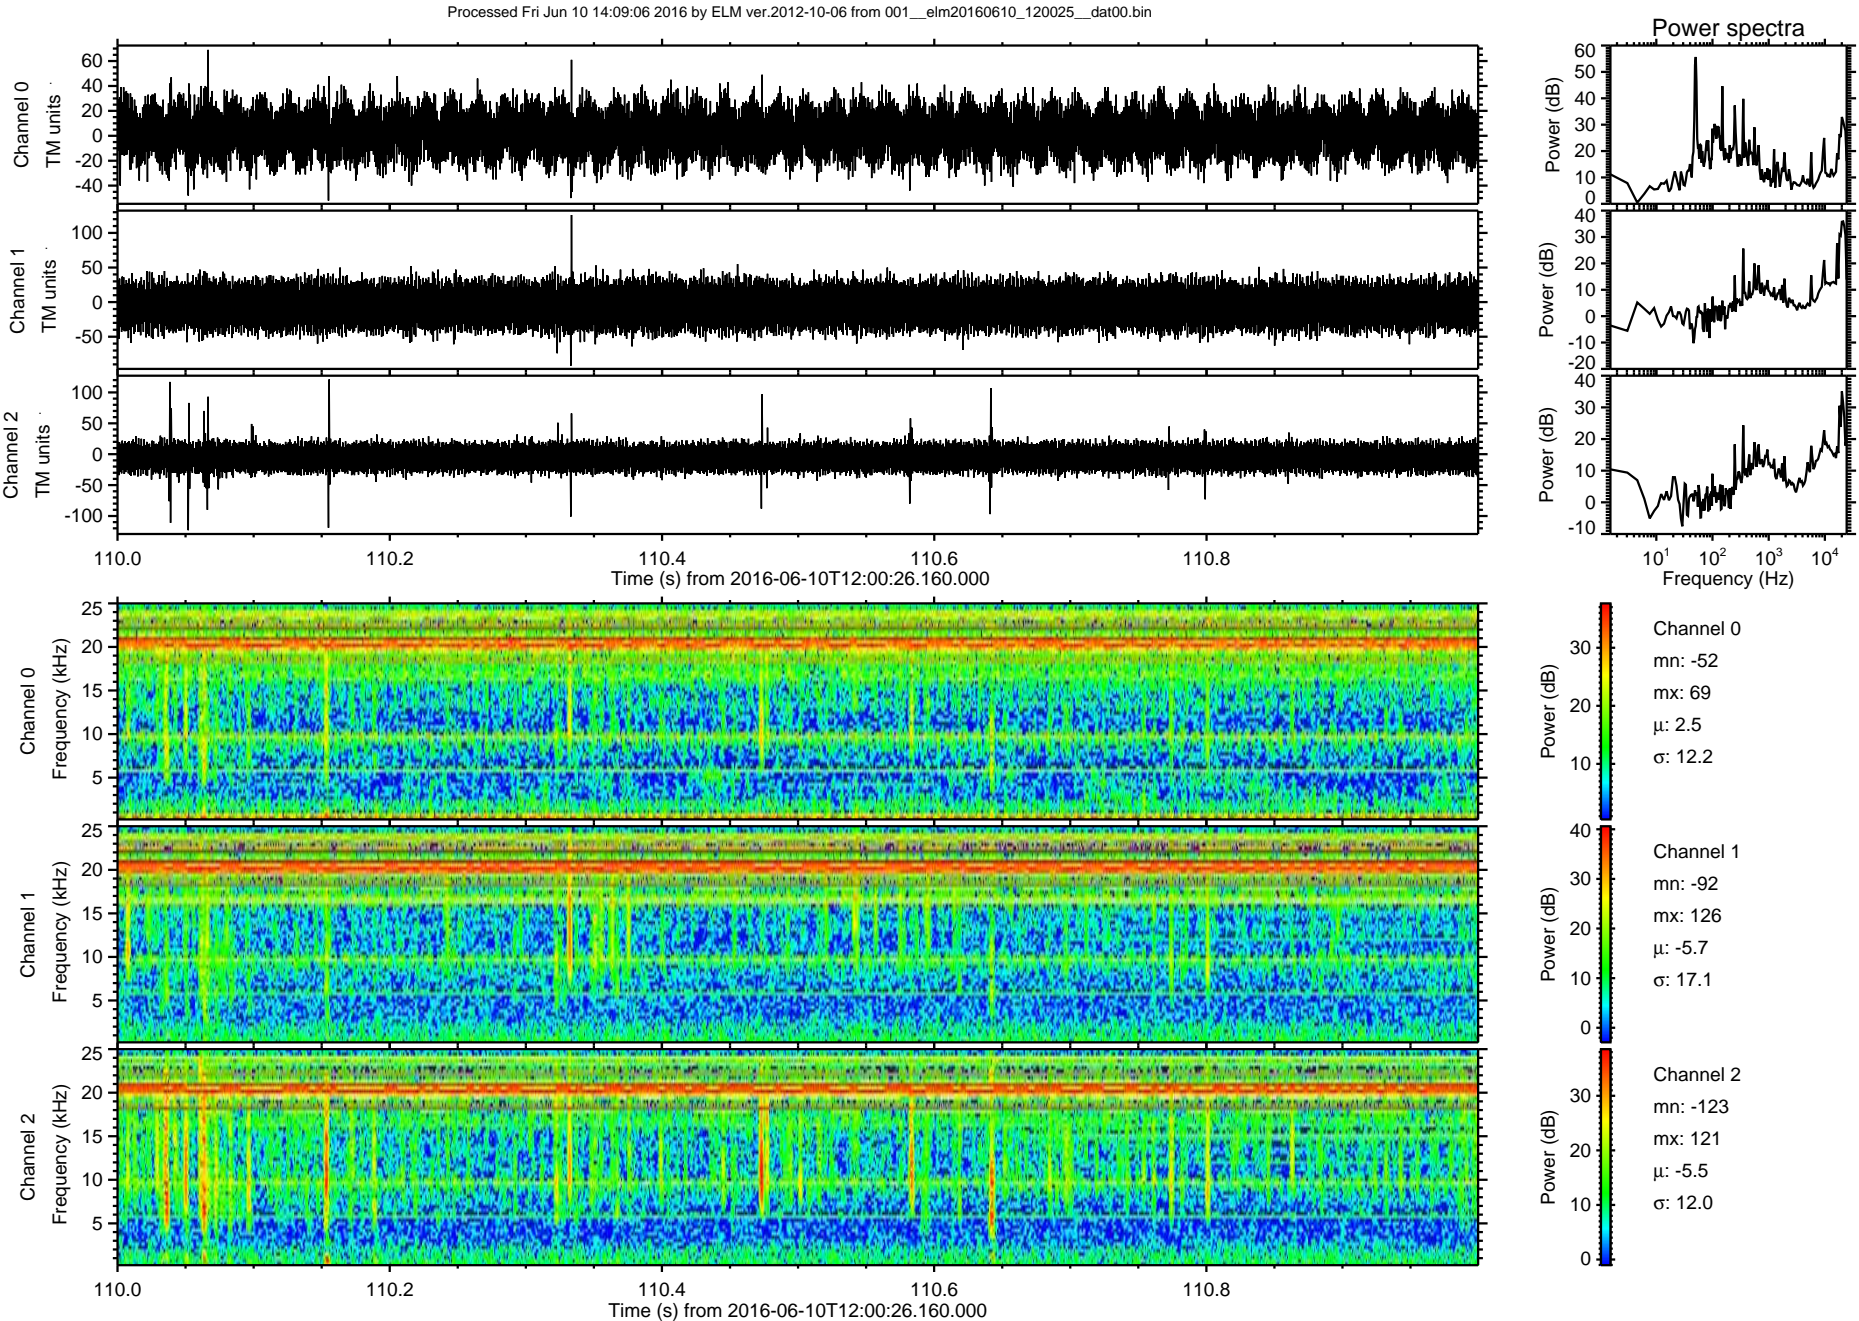 Processed Fri Jun 10 14:09:06 2016 by ELM ver.2012-10-06 from 001__elm20160610_120025__dat00.bin
Power spectra
Channel 0
TM units
60
40
20
0
-20
-40
Power (dB)
60
50
40
30
20
10
0
Channel 1
TM units
100
50
0
-50
Power (dB)
40
30
20
10
0
-10
-20
Channel 2
TM units
100
50
0
-50
-100
Power (dB)
40
30
20
10
0
-10
110.0 110.2 110.4 110.6 110.8
Time (s) from 2016-06-10T12:00:26.160.000
10^1 10^2 10^3 10^4
Frequency (Hz)
Channel 0
Frequency (kHz)
25
20
15
10
5
Power (dB)
30
20
10
Channel 0
mn: -52
mx: 69
μ: 2.5
σ: 12.2
Channel 1
Frequency (kHz)
25
20
15
10
5
Power (dB)
40
30
20
10
0
Channel 1
mn: -92
mx: 126
μ: -5.7
σ: 17.1
Channel 2
Frequency (kHz)
25
20
15
10
5
Power (dB)
30
20
10
0
Channel 2
mn: -123
mx: 121
μ: -5.5
σ: 12.0
110.0 110.2 110.4 110.6 110.8
Time (s) from 2016-06-10T12:00:26.160.000